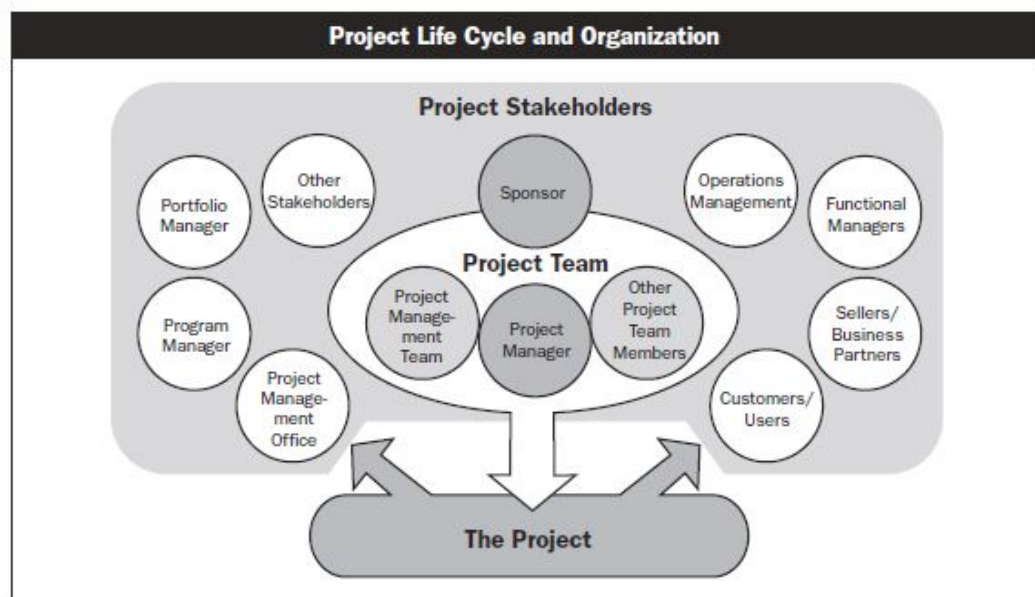 Project Life Cycle and Organization
Project Stakeholders
Portfolio
Manager
Other
Stakeholders
Sponsor
Operations
Management
Functional
Managers
Project Team
Program
Manager
Project
Manage-
ment
Team
Project
Manager
Other
Project
Team
Members
Sellers/
Business
Partners
Project
Manage-
ment
Office
Customers/
Users
The Project